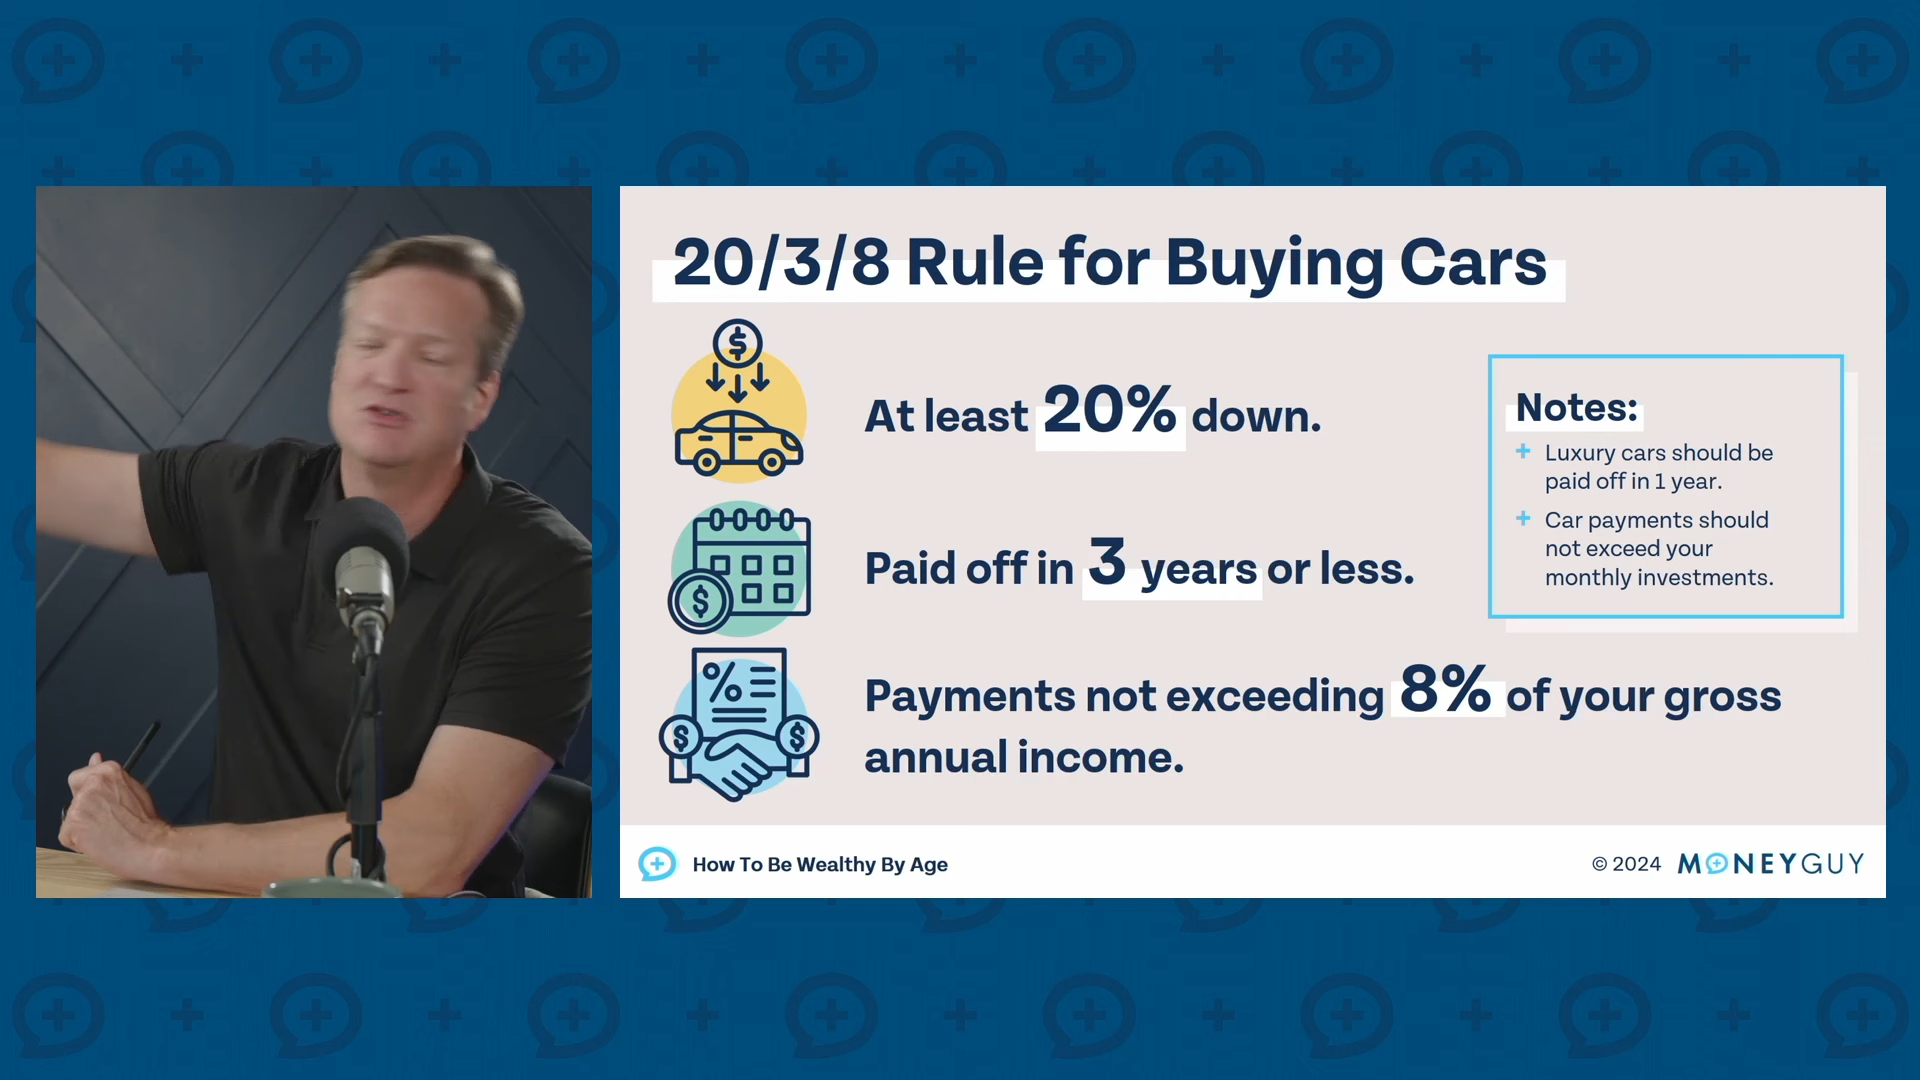 20/3/8 Rule for Buying Cars
At least 20% down.
Paid off in 3 years or less.
Payments not exceeding 8% of your gross
annual income.
Notes:
Luxury cars should be
paid off in 1 year.
Car payments should
not exceed your
monthly investments.
How To Be Wealthy By Age
© 2024 MONEYGUY